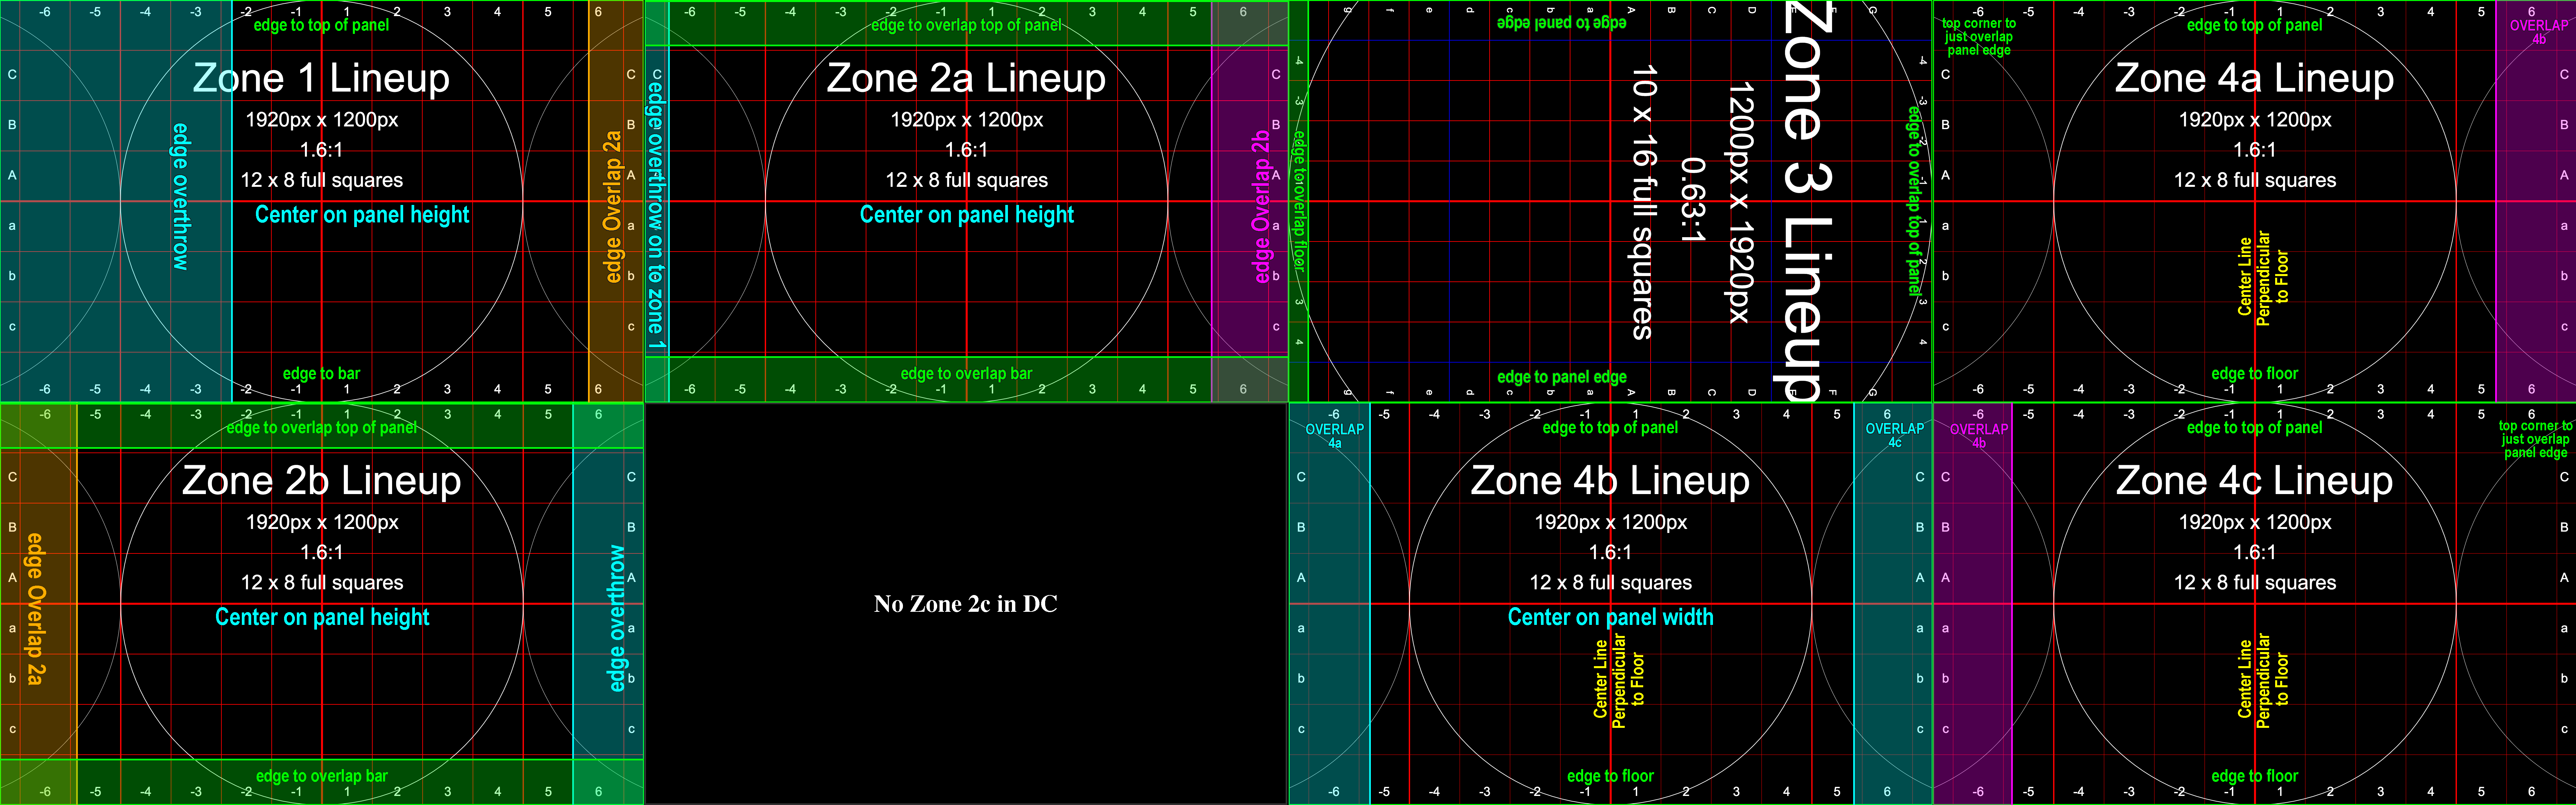 -6 -5 -4 -3 -2 -1 1 2 3 4 5 6
edge to top of panel
Zone 1 Lineup
1920px x 1200px
1.6:1
12 x 8 full squares
Center on panel height
edge overthrow
edge Overlap 2a
C
B
A
a
b
c
C
B
A
a
b
c
edge to bar
-6 -5 -4 -3 -2 -1 1 2 3 4 5 6
-6 -5 -4 -3 -2 -1 1 2 3 4 5 6
edge to overlap top of panel
Zone 2a Lineup
1920px x 1200px
1.6:1
12 x 8 full squares
Center on panel height
edge overthrow on to zone 1
edge Overlap 2b
C
C
B
A
a
b
c
edge to overlap bar
-6 -5 -4 -3 -2 -1 1 2 3 4 5 6
g f e d c b a A B C D E F G
edge to panel edge
Zone 3 Lineup
1200px x 1920px
0.63:1
10 x 16 full squares
edge to overlap top of panel
edge to overlap floor
-4
-3
-2
-1
1
2
3
4
4
-3
3
4
edge to panel edge
g f e d c b a A B C D E F G
-6 -5 -4 -3 -2 -1 1 2 3 4 5 6
top corner to
just overlap
panel edge
edge to top of panel
OVERLAP
4b
Zone 4a Lineup
1920px x 1200px
1.6:1
12 x 8 full squares
Center Line
Perpendicular
to Floor
C
B
A
a
b
c
C
B
A
a
b
c
edge to floor
-6 -5 -4 -3 -2 -1 1 2 3 4 5 6
-6 -5 -4 -3 -2 -1 1 2 3 4 5 6
edge to overlap top of panel
Zone 2b Lineup
1920px x 1200px
1.6:1
12 x 8 full squares
Center on panel height
edge Overlap 2a
edge overthrow
C
B
A
a
b
c
C
B
A
a
b
c
edge to overlap bar
-6 -5 -4 -3 -2 -1 1 2 3 4 5 6
No Zone 2c in DC
-6 -5 -4 -3 -2 -1 1 2 3 4 5 6
OVERLAP
4a
edge to top of panel
OVERLAP
4c
Zone 4b Lineup
1920px x 1200px
1.6:1
12 x 8 full squares
Center on panel width
Center Line
Perpendicular
to Floor
C
B
A
a
b
c
C
B
A
a
b
c
edge to floor
-6 -5 -4 -3 -2 -1 1 2 3 4 5 6
-6 -5 -4 -3 -2 -1 1 2 3 4 5 6
OVERLAP
4b
edge to top of panel
top corner to
just overlap
panel edge
Zone 4c Lineup
1920px x 1200px
1.6:1
12 x 8 full squares
Center Line
Perpendicular
to Floor
C
B
A
a
b
c
C
B
A
a
b
c
edge to floor
-6 -5 -4 -3 -2 -1 1 2 3 4 5 6